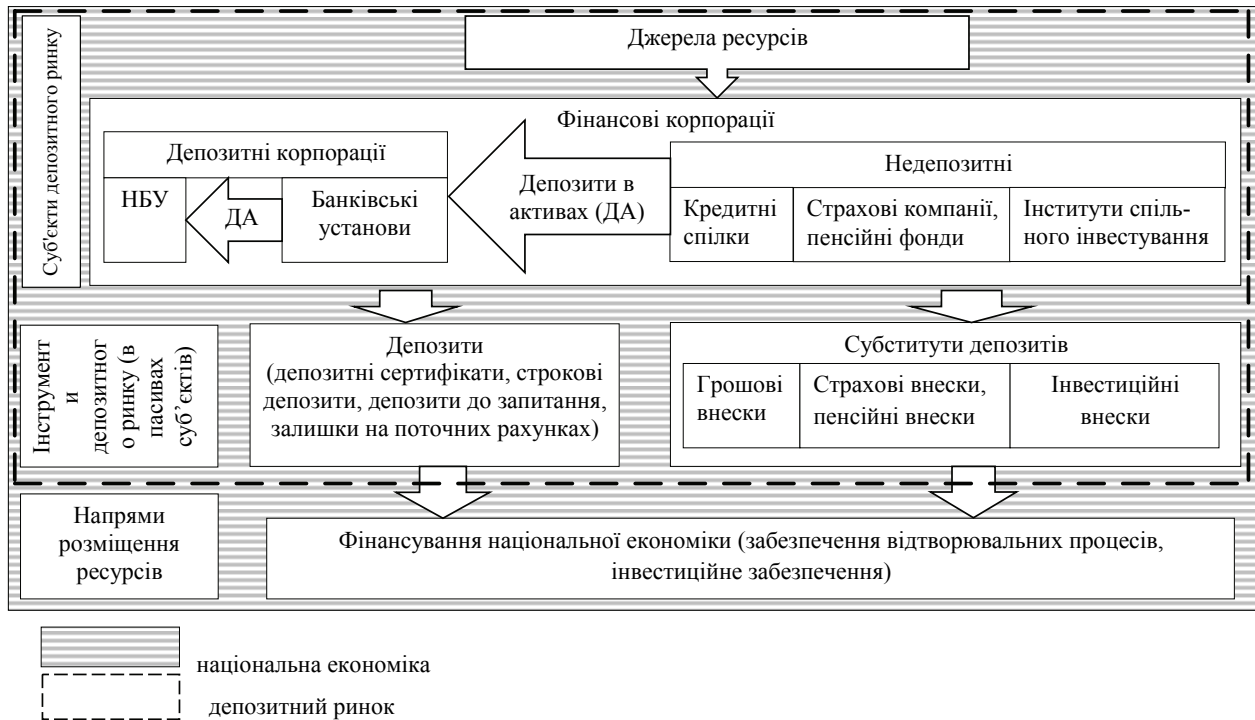 Джерела ресурсів
Суб'єкти депозитного ринку
Фінансові корпорації
Депозитні корпорації
НБУ
ДА
Банківські
установи
Депозити в
активах (ДА)
Недепозитні
Кредитні
спілки
Страхові компанії,
пенсійні фонди
Інститути спіль-
ного інвестування
Інструмент
и
депозитног
о ринку (в
пасивах
суб’єктів)
Депозити
(депозитні сертифікати, строкові
депозити, депозити до запитання,
залишки на поточних рахунках)
Субститути депозитів
Грошові
внески
Страхові внески,
пенсійні внески
Інвестиційні
внески
Напрями
розміщення
ресурсів
Фінансування національної економіки (забезпечення відтворювальних процесів,
інвестиційне забезпечення)
національна економіка
депозитний ринок